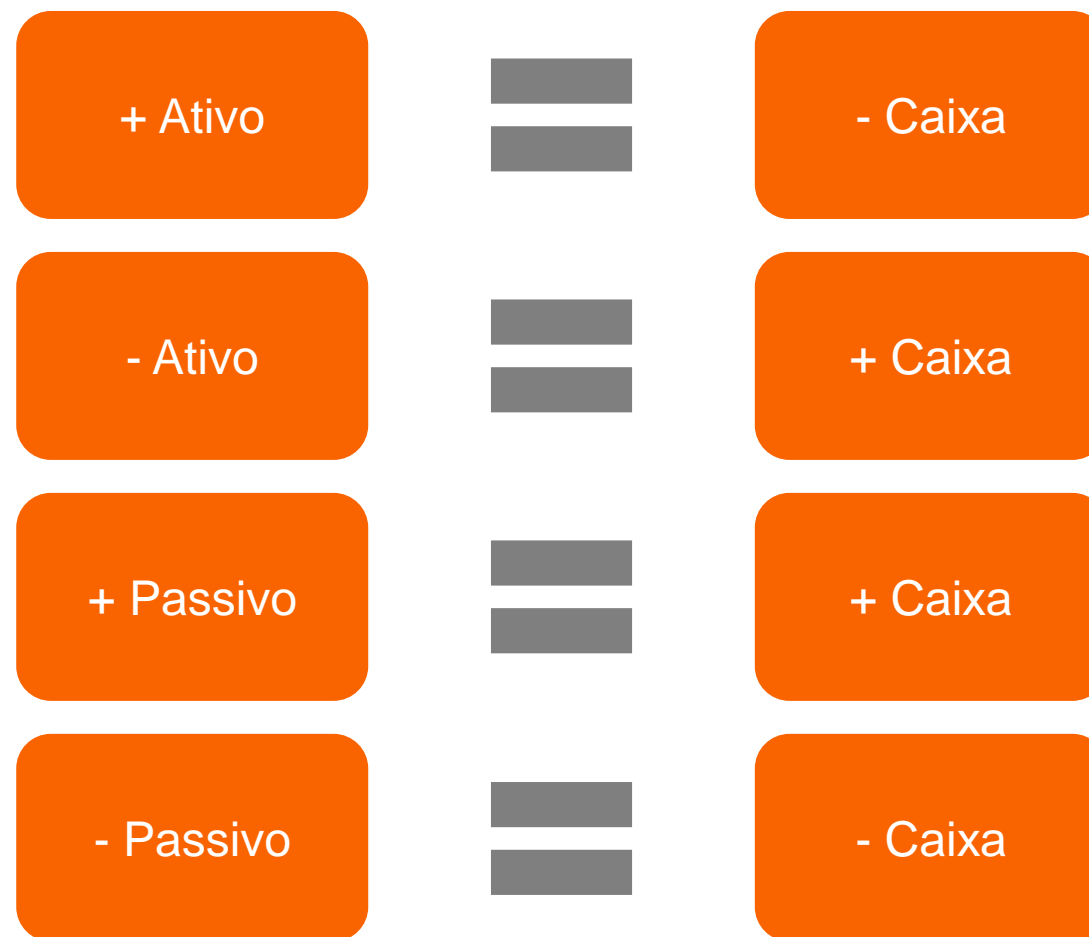 + Ativo
- Caixa
- Ativo
+ Caixa
+ Passivo
+ Caixa
- Passivo
- Caixa